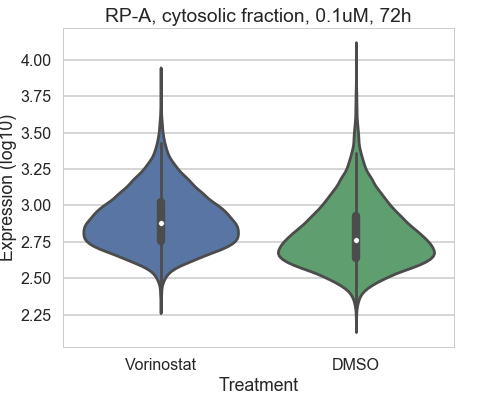 RP-A, cytosolic fraction, 0.1uM, 72h
Expression (log10)
4.00
3.75
3.50
3.25
3.00
2.75
2.50
2.25
Vorinostat
DMSO
Treatment